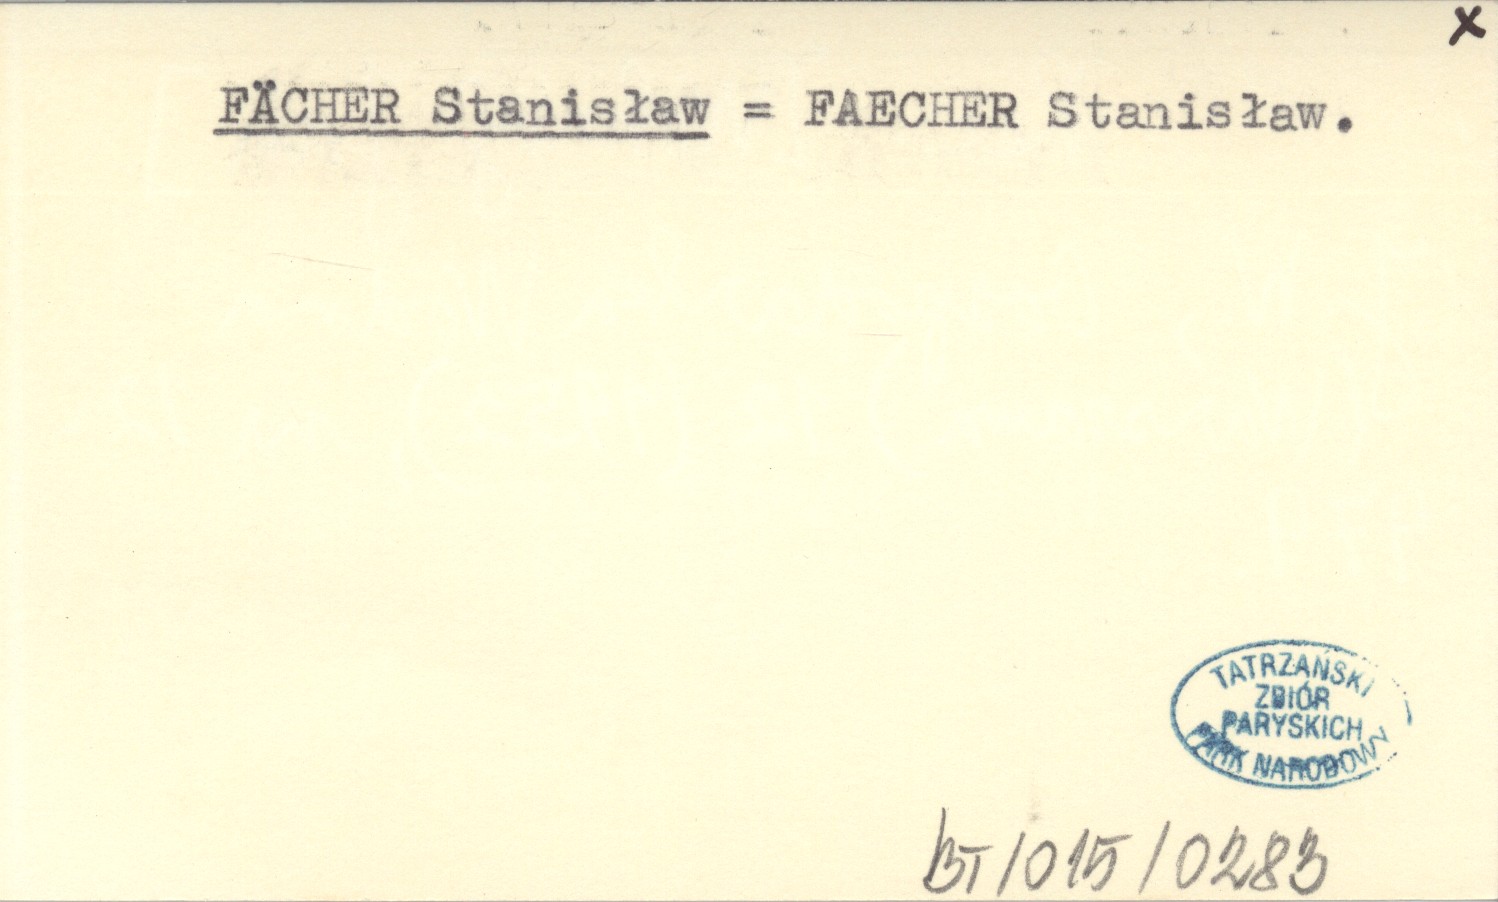 x
FÄCHER Stanisław = FAECHER Stanisław.
TATRZAŃSKI
ZBIÓR
PARYSKICH
PARK NARODOWY
BT/015/0283